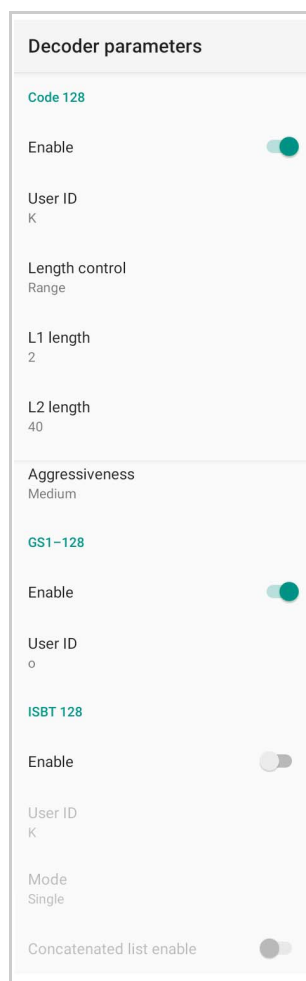 Decoder parameters
Code 128
Enable
User ID
K
Length control
Range
L1 length
2
L2 length
40
Aggressiveness
Medium
GS1–128
Enable
User ID
o
ISBT 128
Enable
User ID
K
Mode
Single
Concatenated list enable